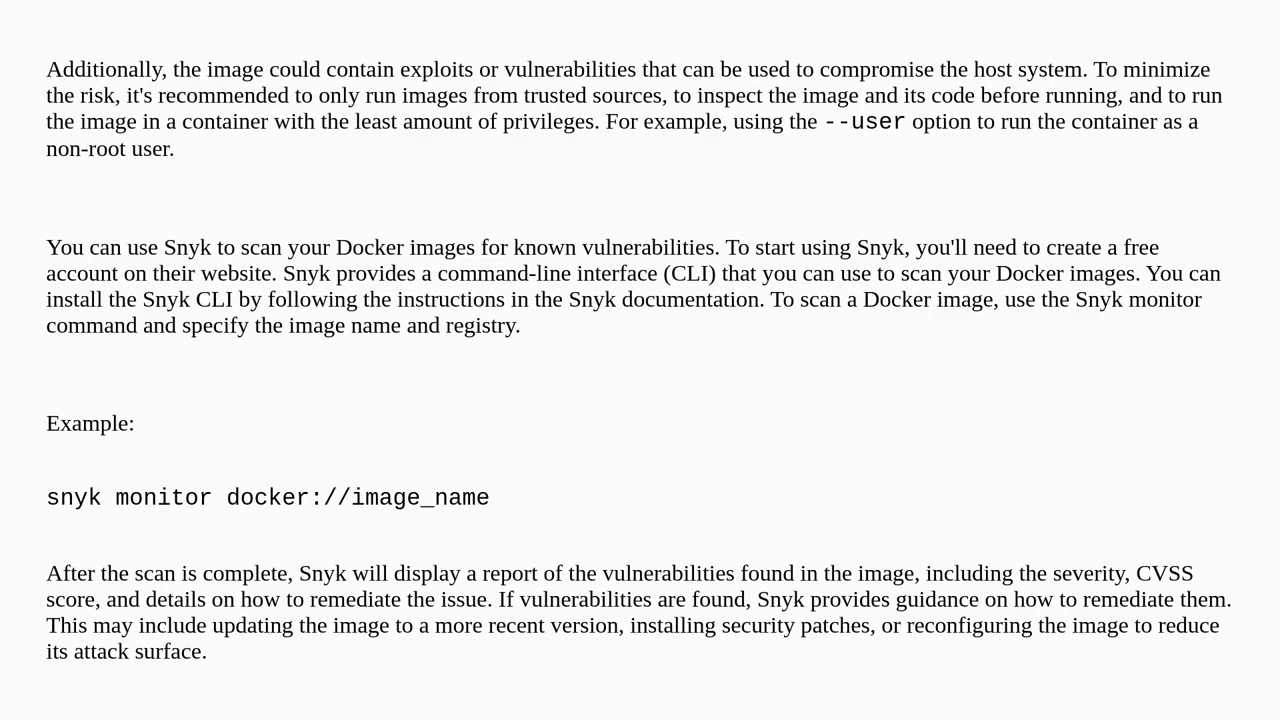 Additionally, the image could contain exploits or vulnerabilities that can be used to compromise the host system. To minimize
the risk, it's recommended to only run images from trusted sources, to inspect the image and its code before running, and to run
the image in a container with the least amount of privileges. For example, using the --user option to run the container as a
non-root user.
You can use Snyk to scan your Docker images for known vulnerabilities. To start using Snyk, you'll need to create a free
account on their website. Snyk provides a command-line interface (CLI) that you can use to scan your Docker images. You can
install the Snyk CLI by following the instructions in the Snyk documentation. To scan a Docker image, use the Snyk monitor
command and specify the image name and registry.
Example:
snyk monitor docker://image_name
After the scan is complete, Snyk will display a report of the vulnerabilities found in the image, including the severity, CVSS
score, and details on how to remediate the issue. If vulnerabilities are found, Snyk provides guidance on how to remediate them.
This may include updating the image to a more recent version, installing security patches, or reconfiguring the image to reduce
its attack surface.